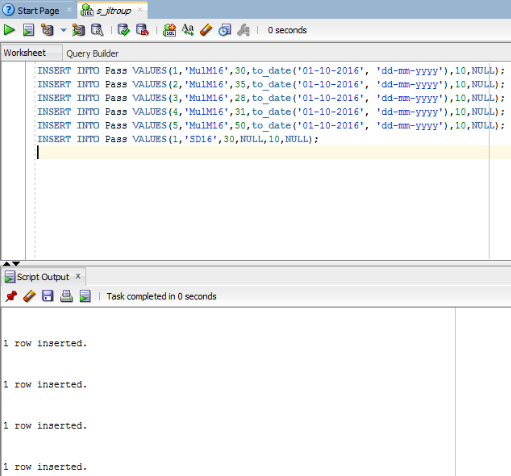 Start Page
s_jltroup
0 seconds
Worksheet
Query Builder
INSERT INTO Pass VALUES(1,'MulM16',30,to_date('01-10-2016', 'dd-mm-yyyy'),10,NULL);
INSERT INTO Pass VALUES(2,'MulM16',35,to_date('01-10-2016', 'dd-mm-yyyy'),10,NULL);
INSERT INTO Pass VALUES(3,'MulM16',28,to_date('01-10-2016', 'dd-mm-yyyy'),10,NULL);
INSERT INTO Pass VALUES(4,'MulM16',31,to_date('01-10-2016', 'dd-mm-yyyy'),10,NULL);
INSERT INTO Pass VALUES(5,'MulM16',50,to_date('01-10-2016', 'dd-mm-yyyy'),10,NULL);
INSERT INTO Pass VALUES(1,'SD16',30,NULL,10,NULL);
Script Output x
Task completed in 0 seconds
1 row inserted.
1 row inserted.
1 row inserted.
1 row inserted.